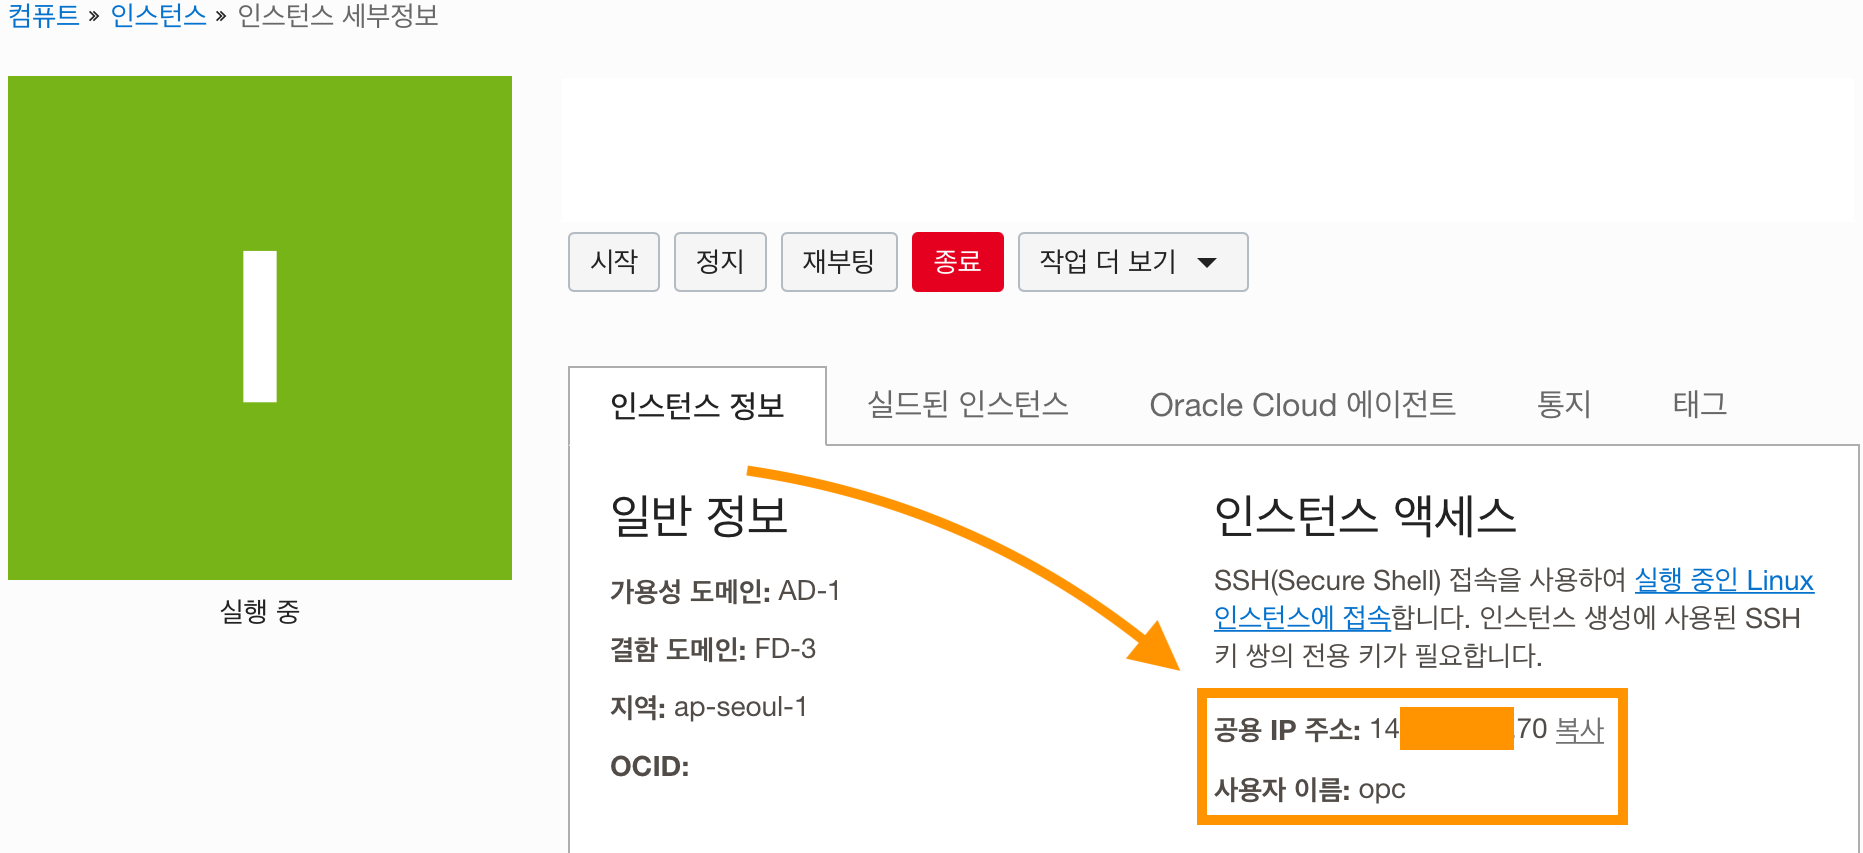 컴퓨트 » 인스턴스 » 인스턴스 세부정보
I
실행 중
시작 정지 재부팅 종료 작업 더 보기
인스턴스 정보 실드된 인스턴스 Oracle Cloud 에이전트 통지 태그
일반 정보
가용성 도메인: AD-1
결함 도메인: FD-3
지역: ap-seoul-1
OCID:
인스턴스 액세스
SSH(Secure Shell) 접속을 사용하여 실행 중인 Linux
인스턴스에 접속합니다. 인스턴스 생성에 사용된 SSH
키 쌍의 전용 키가 필요합니다.
공용 IP 주소: 14 .70 복사
사용자 이름: opc